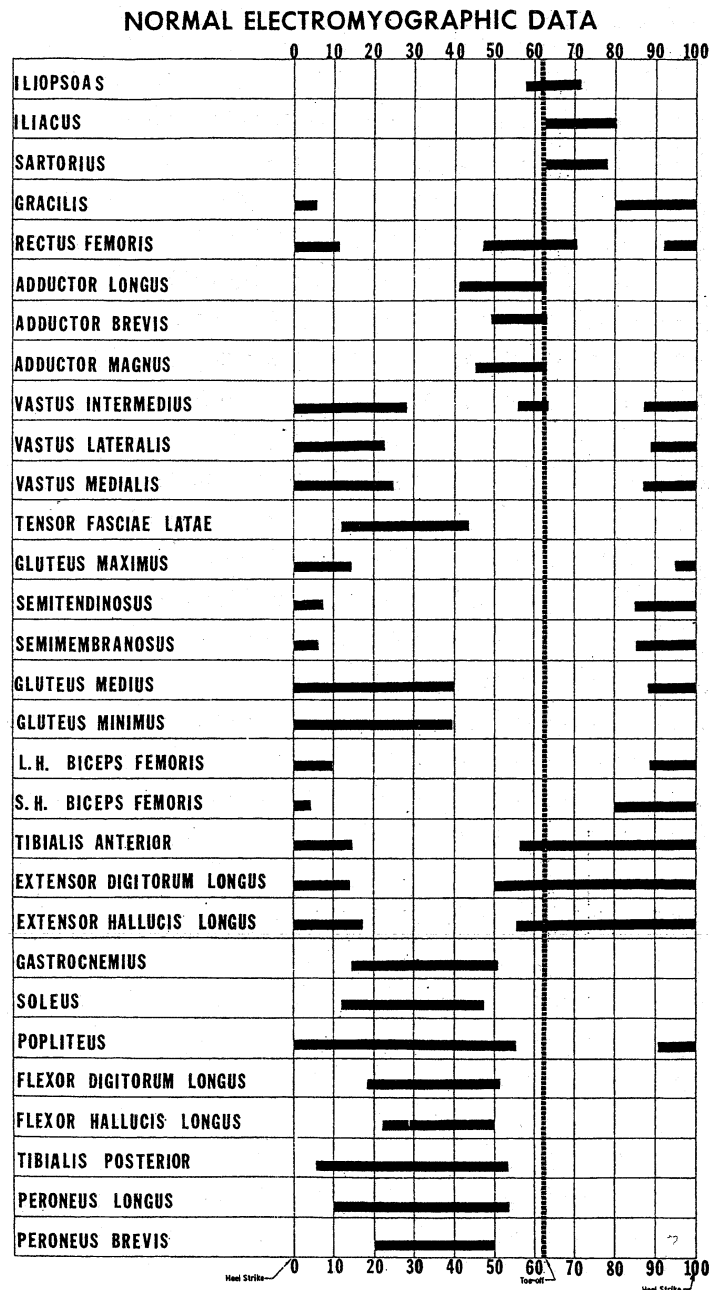 NORMAL ELECTROMYOGRAPHIC DATA
0 10 20 30 40 50 60 70 80 90 100
ILIOPSOAS
ILIACUS
SARTORIUS
GRACILIS
RECTUS FEMORIS
ADDUCTOR LONGUS
ADDUCTOR BREVIS
ADDUCTOR MAGNUS
VASTUS INTERMEDIUS
VASTUS LATERALIS
VASTUS MEDIALIS
TENSOR FASCIAE LATAE
GLUTEUS MAXIMUS
SEMITENDINOSUS
SEMIMEMBRANOSUS
GLUTEUS MEDIUS
GLUTEUS MINIMUS
L.H. BICEPS FEMORIS
S.H. BICEPS FEMORIS
TIBIALIS ANTERIOR
EXTENSOR DIGITORUM LONGUS
EXTENSOR HALLUCIS LONGUS
GASTROCNEMIUS
SOLEUS
POPLITEUS
FLEXOR DIGITORUM LONGUS
FLEXOR HALLUCIS LONGUS
TIBIALIS POSTERIOR
PERONEUS LONGUS
PERONEUS BREVIS
0 10 20 30 40 50 60 70 80 90 100
Heel Strike Toe-off Heel Strike